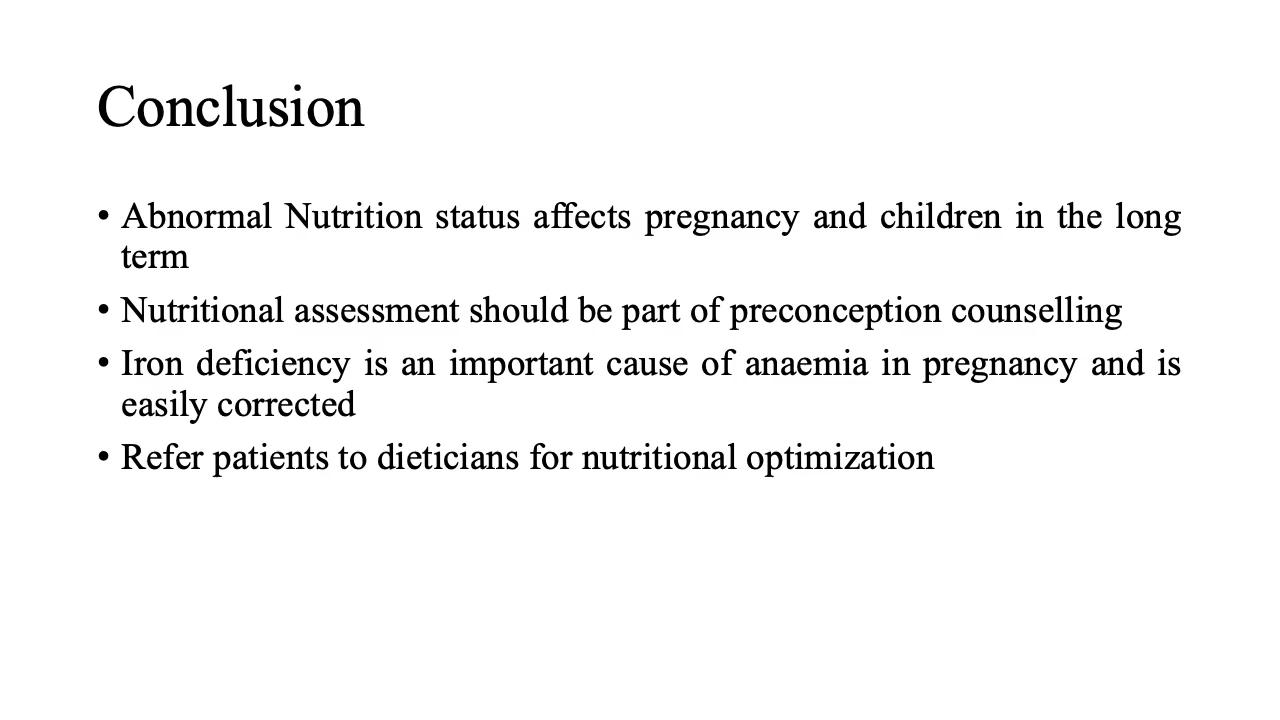 Conclusion
• Abnormal Nutrition status affects pregnancy and children in the long
term
• Nutritional assessment should be part of preconception counselling
• Iron deficiency is an important cause of anaemia in pregnancy and is
easily corrected
• Refer patients to dieticians for nutritional optimization